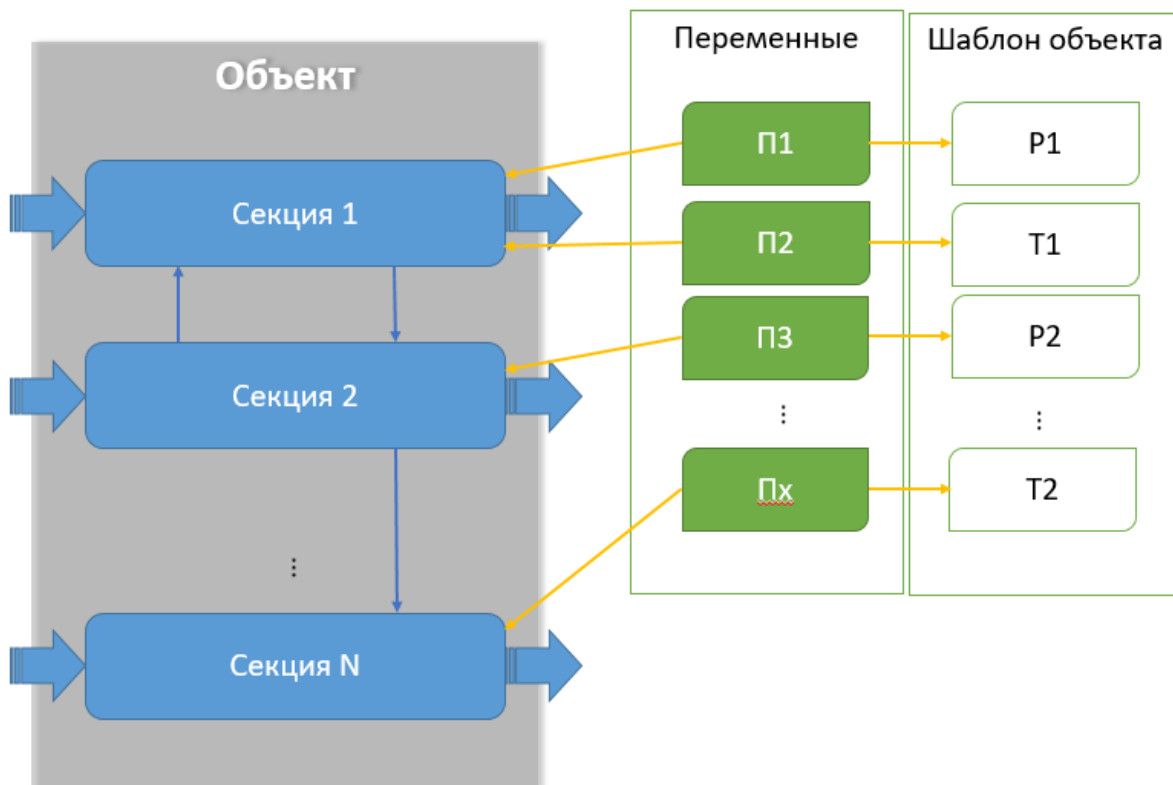 Объект
Секция 1
Секция 2
⋮
Секция N
Переменные
П1
П2
П3
⋮
Пх
Шаблон объекта
Р1
Т1
Р2
⋮
Т2